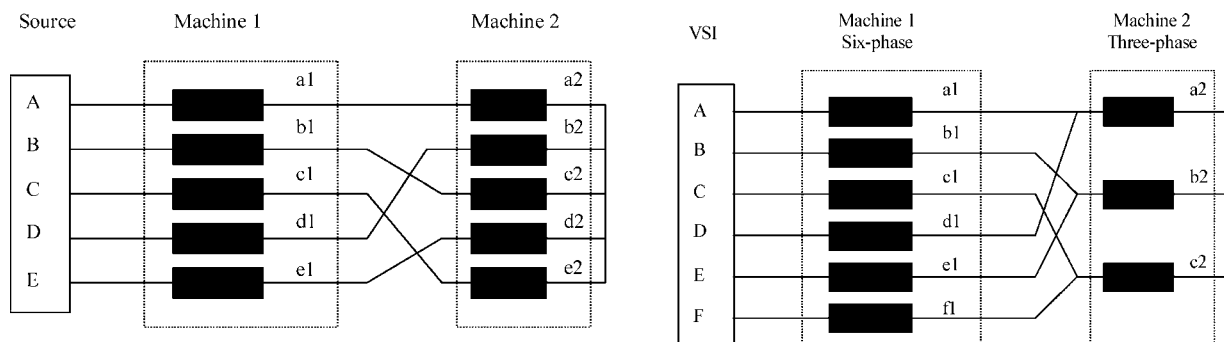 Source
Machine 1
Machine 2
A
a1
a2
B
b1
b2
C
c1
c2
D
d1
d2
E
e1
e2
VSI
Machine 1
Six-phase
Machine 2
Three-phase
A
a1
a2
B
b1
C
c1
b2
D
d1
E
e1
c2
F
f1